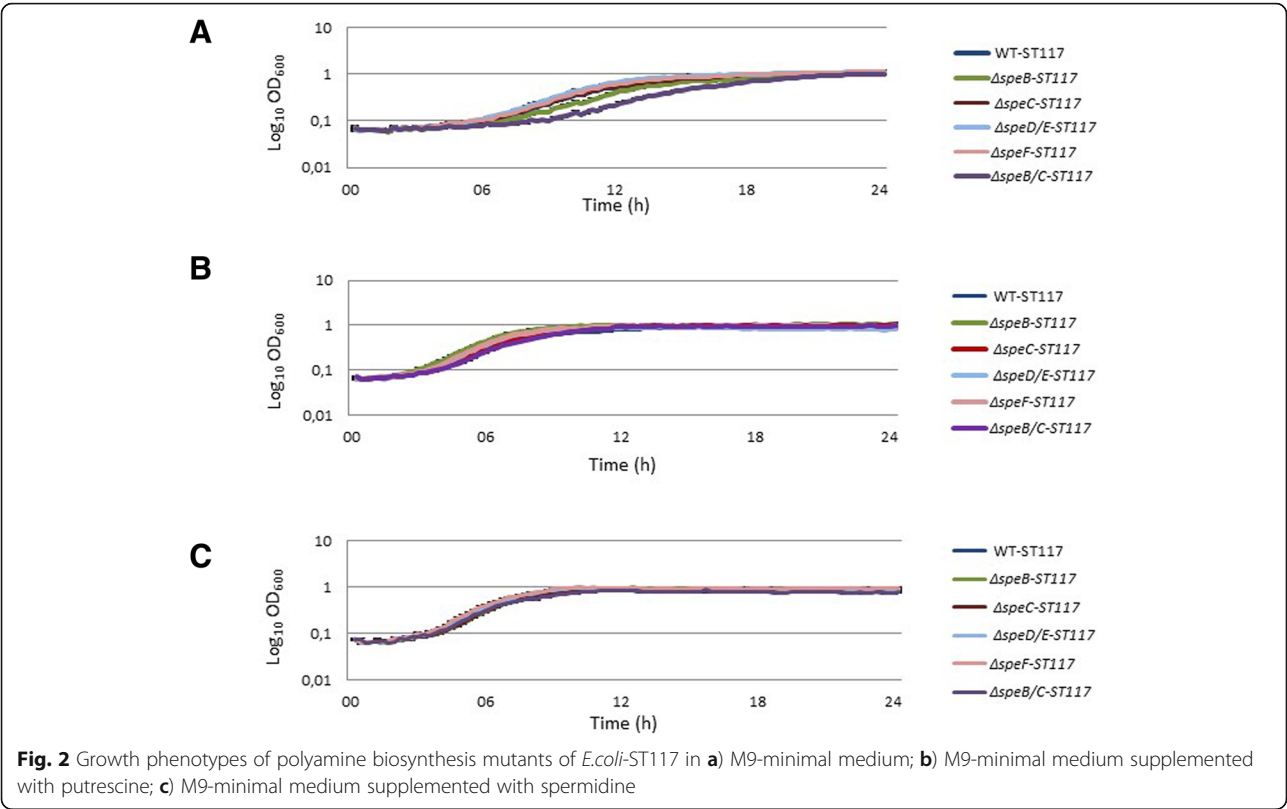 A
10
1
0,1
0,01
Log10 OD600
00 06 12 18 24
Time (h)
WT-ST117
ΔspeB-ST117
ΔspeC-ST117
ΔspeD/E-ST117
ΔspeF-ST117
ΔspeB/C-ST117
B
10
1
0,1
0,01
Log10 OD600
00 06 12 18 24
Time (h)
WT-ST117
ΔspeB-ST117
ΔspeC-ST117
ΔspeD/E-ST117
ΔspeF-ST117
ΔspeB/C-ST117
C
10
1
0,1
0,01
Log10 OD600
00 06 12 18 24
Time (h)
WT-ST117
ΔspeB-ST117
ΔspeC-ST117
ΔspeD/E-ST117
ΔspeF-ST117
ΔspeB/C-ST117
Fig. 2 Growth phenotypes of polyamine biosynthesis mutants of E.coli-ST117 in a) M9-minimal medium; b) M9-minimal medium supplemented
with putrescine; c) M9-minimal medium supplemented with spermidine